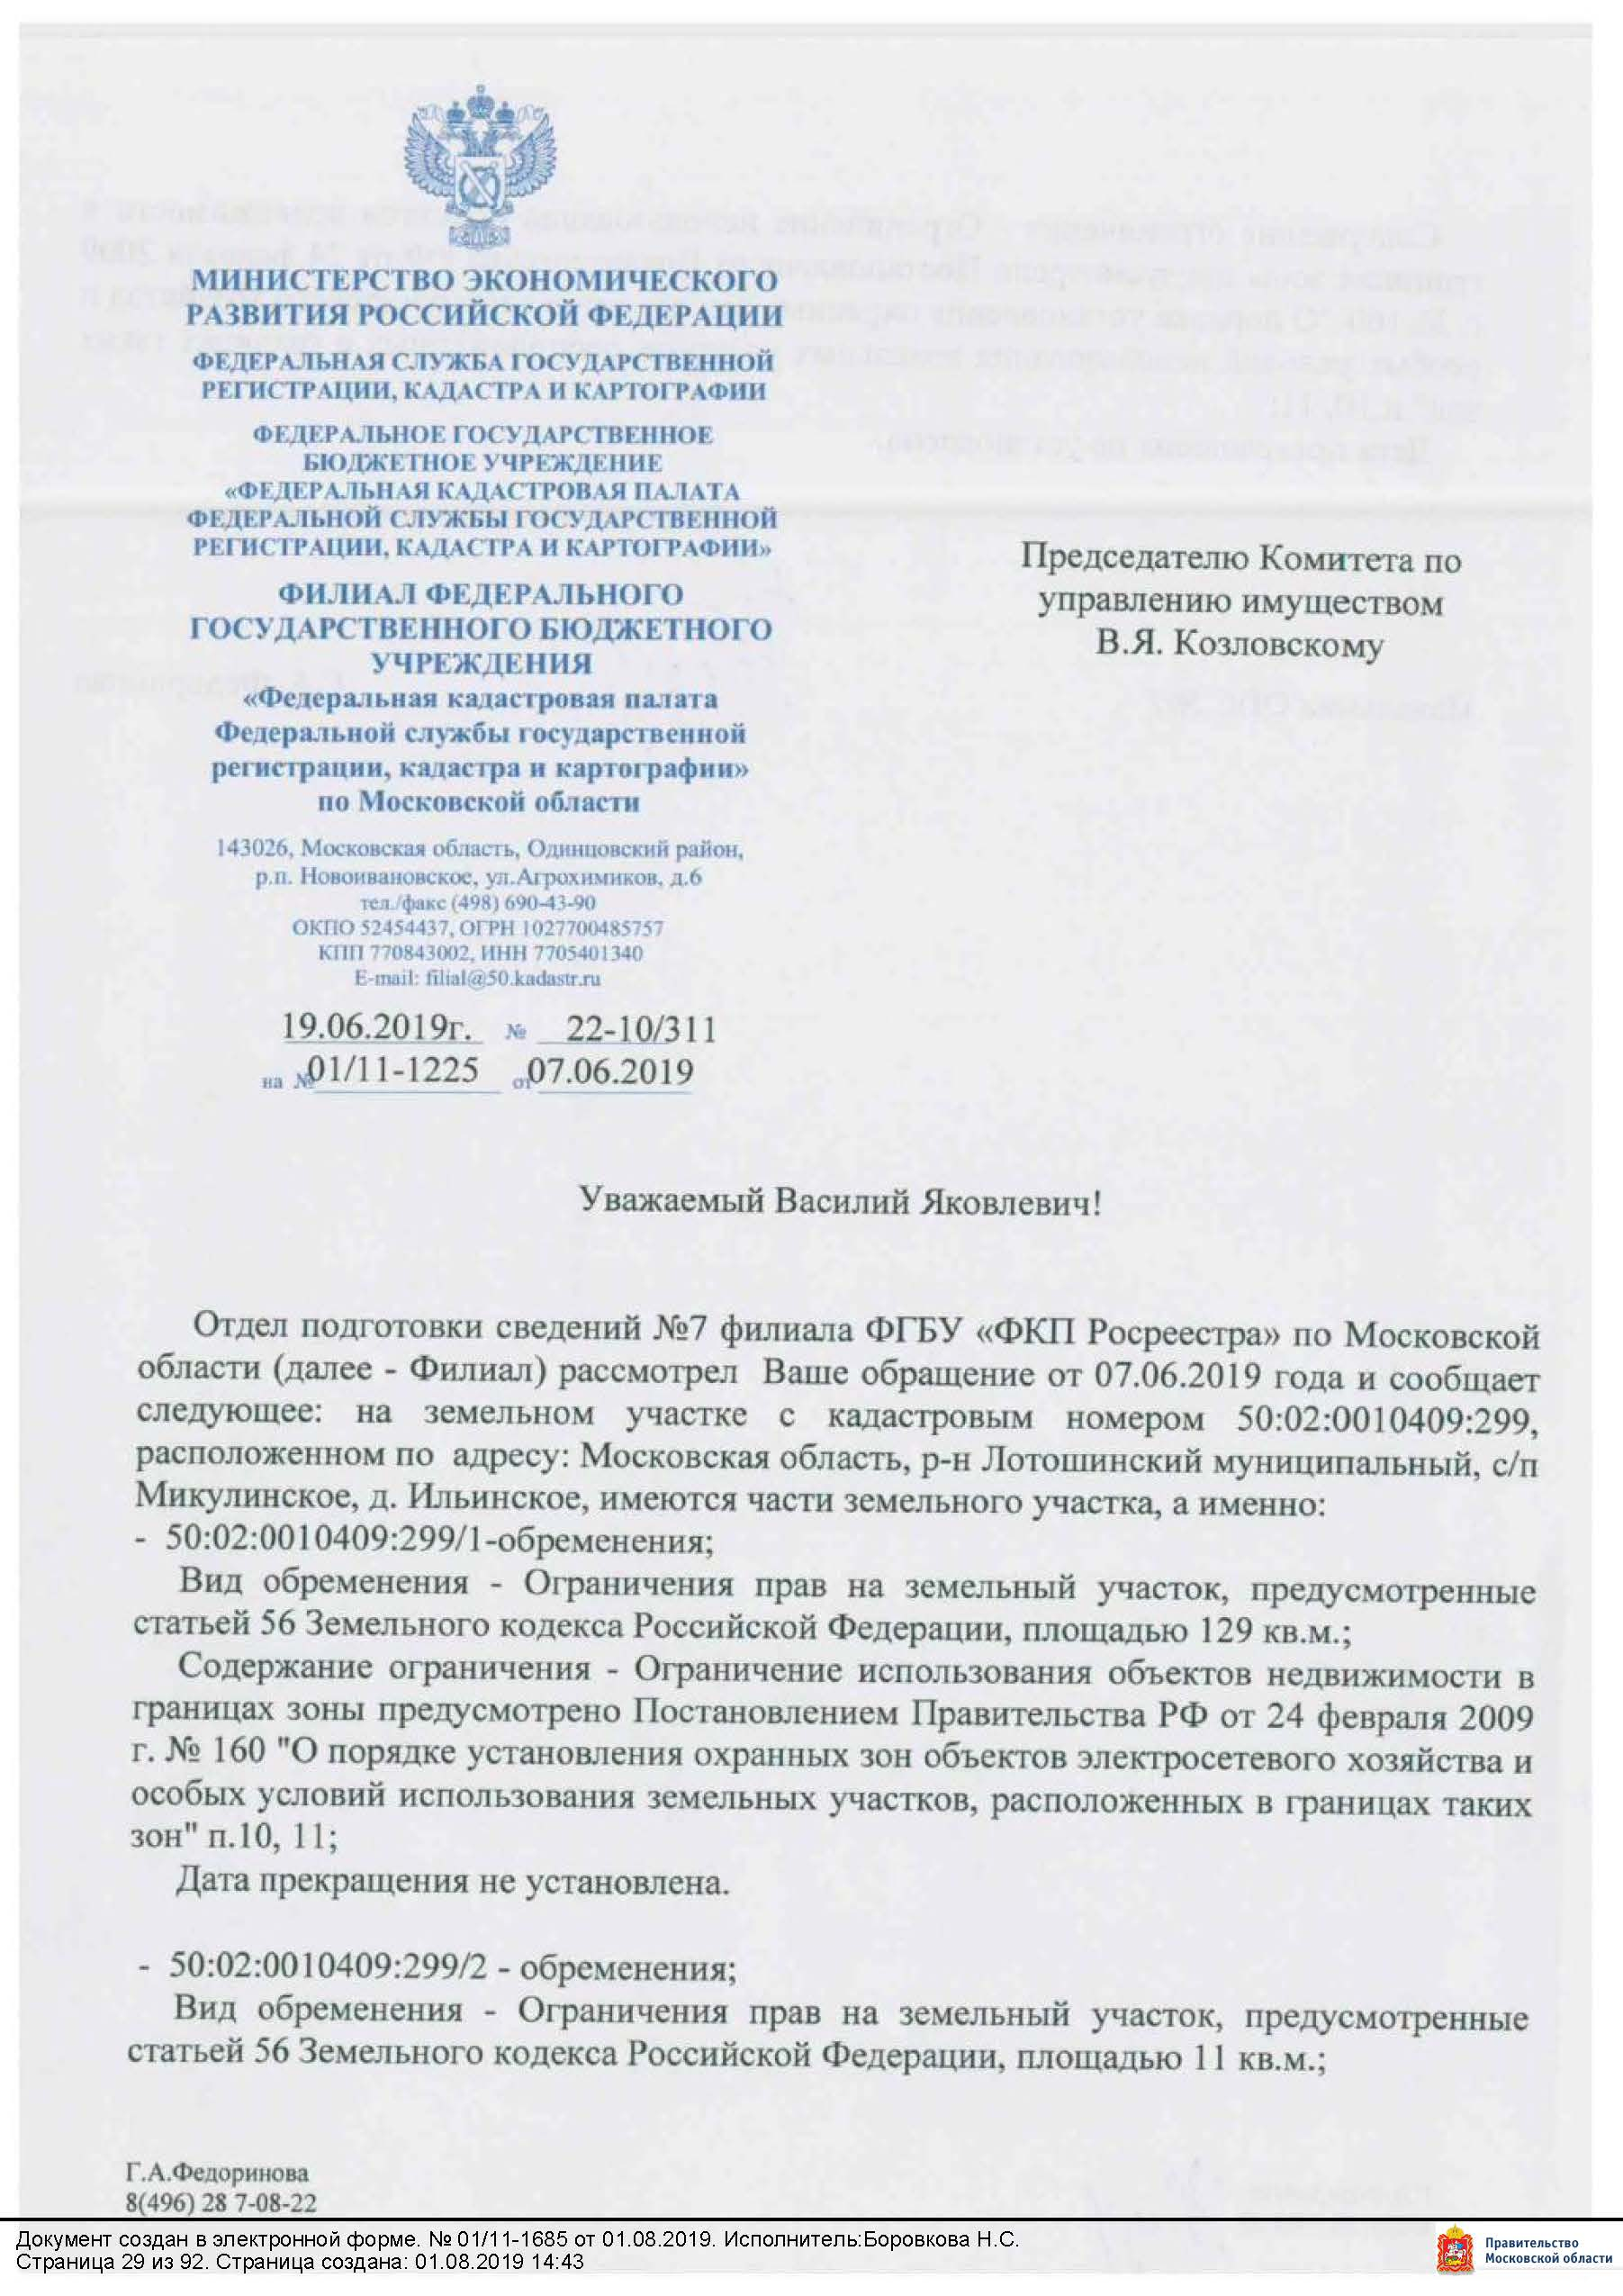 МИНИСТЕРСТВО ЭКОНОМИЧЕСКОГО
РАЗВИТИЯ РОССИЙСКОЙ ФЕДЕРАЦИИ
ФЕДЕРАЛЬНАЯ СЛУЖБА ГОСУДАРСТВЕННОЙ
РЕГИСТРАЦИИ, КАДАСТРА И КАРТОГРАФИИ
ФЕДЕРАЛЬНОЕ ГОСУДАРСТВЕННОЕ
БЮДЖЕТНОЕ УЧРЕЖДЕНИЕ
«ФЕДЕРАЛЬНАЯ КАДАСТРОВАЯ ПАЛАТА
ФЕДЕРАЛЬНОЙ СЛУЖБЫ ГОСУДАРСТВЕННОЙ
РЕГИСТРАЦИИ, КАДАСТРА И КАРТОГРАФИИ»
ФИЛИАЛ ФЕДЕРАЛЬНОГО
ГОСУДАРСТВЕННОГО БЮДЖЕТНОГО
УЧРЕЖДЕНИЯ
«Федеральная кадастровая палата
Федеральной службы государственной
регистрации, кадастра и картографии»
по Московской области
143026, Московская область, Одинцовский район,
р.п. Новоивановское, ул.Агрохимиков, д.6
тел./факс (498) 690-43-90
ОКПО 52454437, ОГРН 1027700485757
КПП 770843002, ИНН 7705401340
E-mail: filial@50.kadastr.ru
19.06.2019г. № 22-10/311
на № 01/11-1225 от 07.06.2019
Председателю Комитета по
управлению имуществом
В.Я. Козловскому
Уважаемый Василий Яковлевич!
Отдел подготовки сведений №7 филиала ФГБУ «ФКП Росреестра» по Московской
области (далее - Филиал) рассмотрел Ваше обращение от 07.06.2019 года и сообщает
следующее: на земельном участке с кадастровым номером 50:02:0010409:299,
расположенном по адресу: Московская область, р-н Лотошинский муниципальный, с/п
Микулинское, д. Ильинское, имеются части земельного участка, а именно:
- 50:02:0010409:299/1-обременения;
Вид обременения - Ограничения прав на земельный участок, предусмотренные
статьей 56 Земельного кодекса Российской Федерации, площадью 129 кв.м.;
Содержание ограничения - Ограничение использования объектов недвижимости в
границах зоны предусмотрено Постановлением Правительства РФ от 24 февраля 2009
г. № 160 "О порядке установления охранных зон объектов электросетевого хозяйства и
особых условий использования земельных участков, расположенных в границах таких
зон" п.10, 11;
Дата прекращения не установлена.
- 50:02:0010409:299/2 - обременения;
Вид обременения - Ограничения прав на земельный участок, предусмотренные
статьей 56 Земельного кодекса Российской Федерации, площадью 11 кв.м.;
Г.А.Федоринова
8(496) 28 7-08-22
Документ создан в электронной форме. № 01/11-1685 от 01.08.2019. Исполнитель:Боровкова Н.С.
Страница 29 из 92. Страница создана: 01.08.2019 14:43
Правительство
Московской области